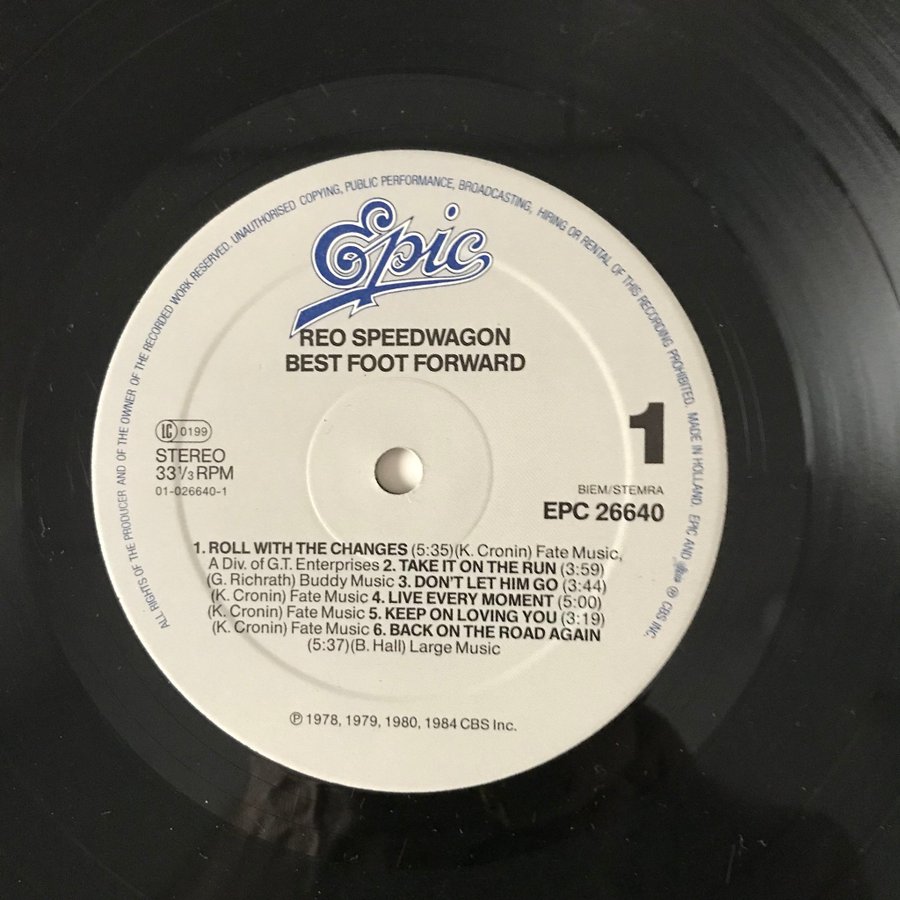 ALL RIGHTS OF THE PRODUCER AND OF THE OWNER OF THE RECORDED WORK RESERVED. UNAUTHORISED COPYING, PUBLIC PERFORMANCE, BROADCASTING, HIRING OR RENTAL OF THIS RECORDING PROHIBITED. MADE IN HOLLAND. EPIC AND Epic ® CBS INC.
Epic
REO SPEEDWAGON
BEST FOOT FORWARD
LC 0199
STEREO
33⅓ RPM
01-026640-1
1
BIEM/STEMRA
EPC 26640
1. ROLL WITH THE CHANGES (5:35)(K. Cronin) Fate Music,
A Div. of G.T. Enterprises 2. TAKE IT ON THE RUN (3:59)
(G. Richrath) Buddy Music 3. DON'T LET HIM GO (3:44)
(K. Cronin) Fate Music 4. LIVE EVERY MOMENT (5:00)
(K. Cronin) Fate Music 5. KEEP ON LOVING YOU (3:19)
(K. Cronin) Fate Music 6. BACK ON THE ROAD AGAIN
(5:37)(B. Hall) Large Music
℗ 1978, 1979, 1980, 1984 CBS Inc.